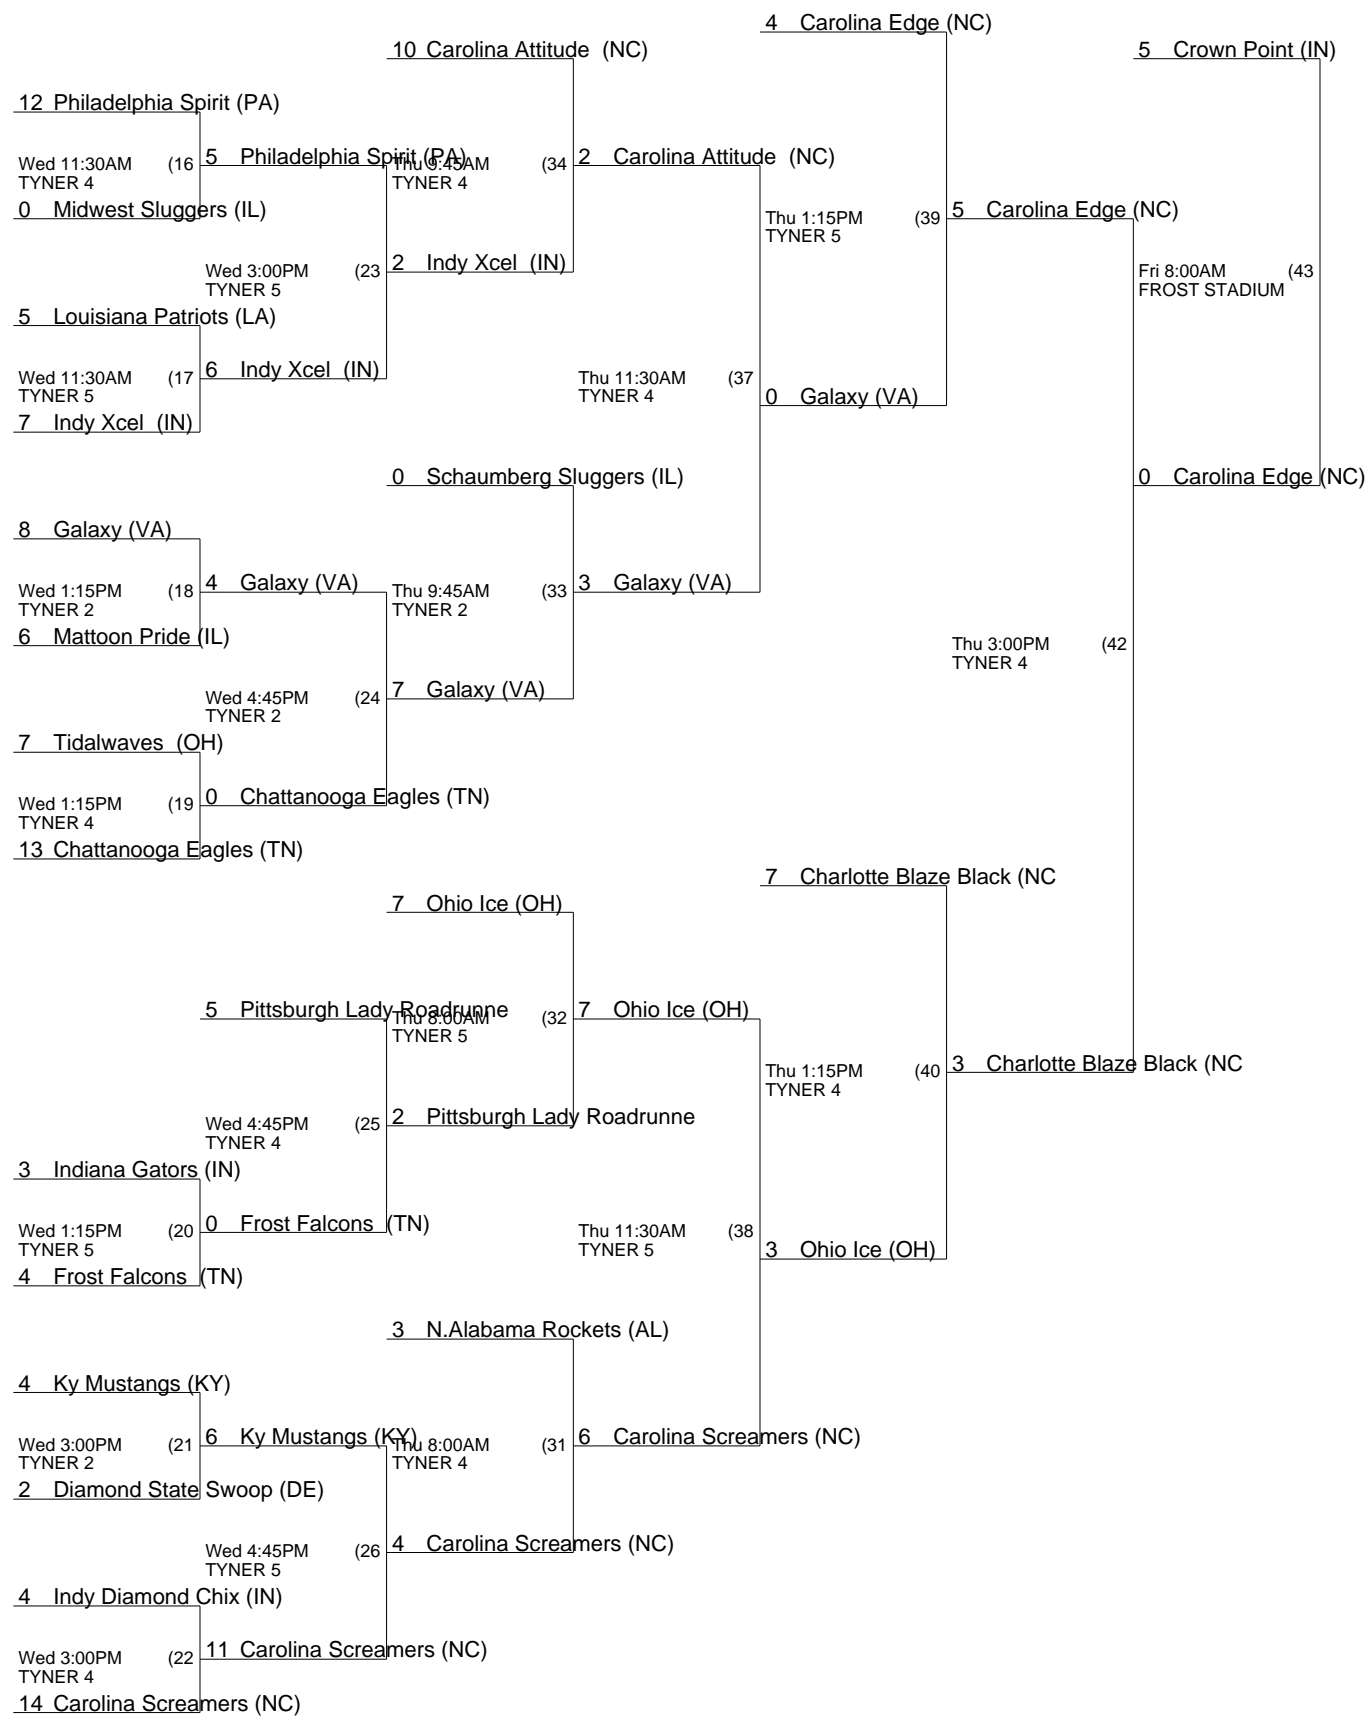 4 Carolina Edge (NC)
10 Carolina Attitude (NC)
5 Crown Point (IN)
12 Philadelphia Spirit (PA)
5 Philadelphia Spirit (PA)
Wed 11:30AM (16
TYNER 4
Thu 9:45AM (34
TYNER 4
2 Carolina Attitude (NC)
0 Midwest Sluggers (IL)
Thu 1:15PM (39
TYNER 5
5 Carolina Edge (NC)
Wed 3:00PM (23
TYNER 5
2 Indy Xcel (IN)
Fri 8:00AM (43
FROST STADIUM
5 Louisiana Patriots (LA)
Wed 11:30AM (17
TYNER 5
6 Indy Xcel (IN)
Thu 11:30AM (37
TYNER 4
0 Galaxy (VA)
7 Indy Xcel (IN)
0 Schaumberg Sluggers (IL)
0 Carolina Edge (NC)
8 Galaxy (VA)
Wed 1:15PM (18
TYNER 2
4 Galaxy (VA)
Thu 9:45AM (33
TYNER 2
3 Galaxy (VA)
6 Mattoon Pride (IL)
Thu 3:00PM (42
TYNER 4
Wed 4:45PM (24
TYNER 2
7 Galaxy (VA)
7 Tidalwaves (OH)
Wed 1:15PM (19
TYNER 4
0 Chattanooga Eagles (TN)
13 Chattanooga Eagles (TN)
7 Charlotte Blaze Black (NC
7 Ohio Ice (OH)
5 Pittsburgh Lady Roadrunne
Thu 8:00AM (32
TYNER 5
7 Ohio Ice (OH)
Thu 1:15PM (40
TYNER 4
3 Charlotte Blaze Black (NC
Wed 4:45PM (25
TYNER 4
2 Pittsburgh Lady Roadrunne
3 Indiana Gators (IN)
Wed 1:15PM (20
TYNER 5
0 Frost Falcons (TN)
Thu 11:30AM (38
TYNER 5
3 Ohio Ice (OH)
4 Frost Falcons (TN)
3 N.Alabama Rockets (AL)
4 Ky Mustangs (KY)
Wed 3:00PM (21
TYNER 2
6 Ky Mustangs (KY)
Thu 8:00AM (31
TYNER 4
6 Carolina Screamers (NC)
2 Diamond State Swoop (DE)
Wed 4:45PM (26
TYNER 5
4 Carolina Screamers (NC)
4 Indy Diamond Chix (IN)
Wed 3:00PM (22
TYNER 4
11 Carolina Screamers (NC)
14 Carolina Screamers (NC)